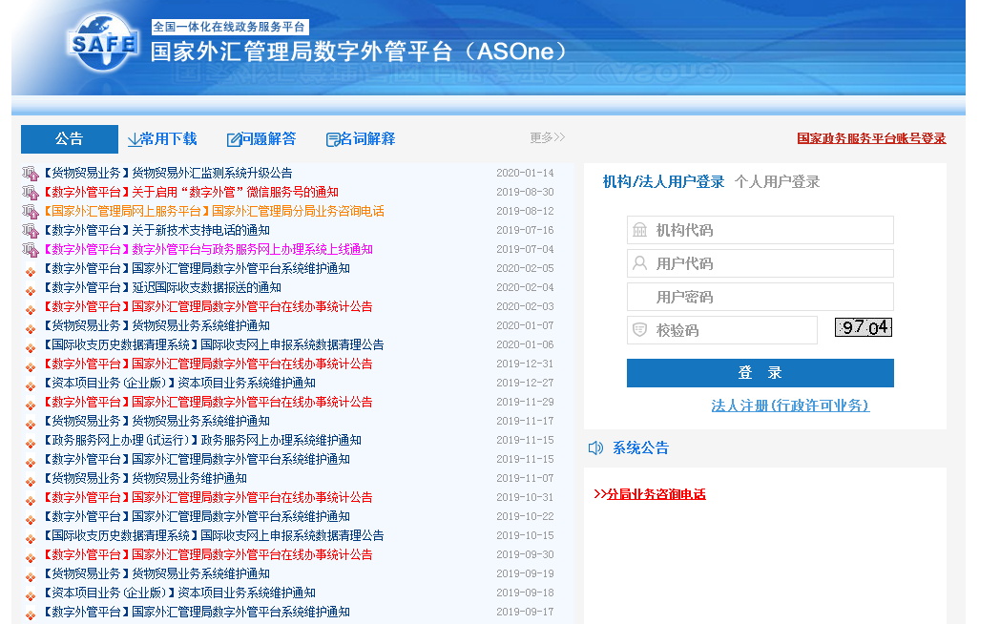 SAFE
全国一体化在线政务服务平台
国家外汇管理局数字外管平台（ASOne）
公告 常用下载 问题解答 名词解释 更多>>
国家政务服务平台账号登录
【货物贸易业务】货物贸易外汇监测系统升级公告 2020-01-14
【数字外管平台】关于启用“数字外管”微信服务号的通知 2019-08-30
【国家外汇管理局网上服务平台】国家外汇管理局分局业务咨询电话 2019-08-12
【数字外管平台】关于新技术支持电话的通知 2019-07-16
【数字外管平台】数字外管平台与政务服务网上办理系统上线通知 2019-07-04
【数字外管平台】国家外汇管理局数字外管平台系统维护通知 2020-02-05
【数字外管平台】延迟国际收支数据报送的通知 2020-02-04
【数字外管平台】国家外汇管理局数字外管平台在线办事统计公告 2020-02-03
【货物贸易业务】货物贸易业务系统维护通知 2020-01-07
【国际收支历史数据清理系统】国际收支网上申报系统数据清理公告 2020-01-06
【数字外管平台】国家外汇管理局数字外管平台在线办事统计公告 2019-12-31
【资本项目业务(企业版)】资本项目业务系统维护通知 2019-12-27
【数字外管平台】国家外汇管理局数字外管平台在线办事统计公告 2019-11-29
【货物贸易业务】货物贸易业务系统维护通知 2019-11-17
【政务服务网上办理(试运行)】政务服务网上办理系统维护通知 2019-11-15
【数字外管平台】国家外汇管理局数字外管平台系统维护通知 2019-11-15
【货物贸易业务】货物贸易业务维护通知 2019-11-07
【数字外管平台】国家外汇管理局数字外管平台在线办事统计公告 2019-10-31
【数字外管平台】国家外汇管理局数字外管平台系统维护通知 2019-10-22
【国际收支历史数据清理系统】国际收支网上申报系统数据清理公告 2019-10-15
【数字外管平台】国家外汇管理局数字外管平台在线办事统计公告 2019-09-30
【货物贸易业务】货物贸易业务系统维护通知 2019-09-19
【资本项目业务(企业版)】资本项目业务系统维护通知 2019-09-18
【数字外管平台】国家外汇管理局数字外管平台系统维护通知 2019-09-17
机构/法人用户登录 个人用户登录
机构代码
用户代码
用户密码
校验码 9704
登 录
法人注册(行政许可业务)
系统公告
>>分局业务咨询电话